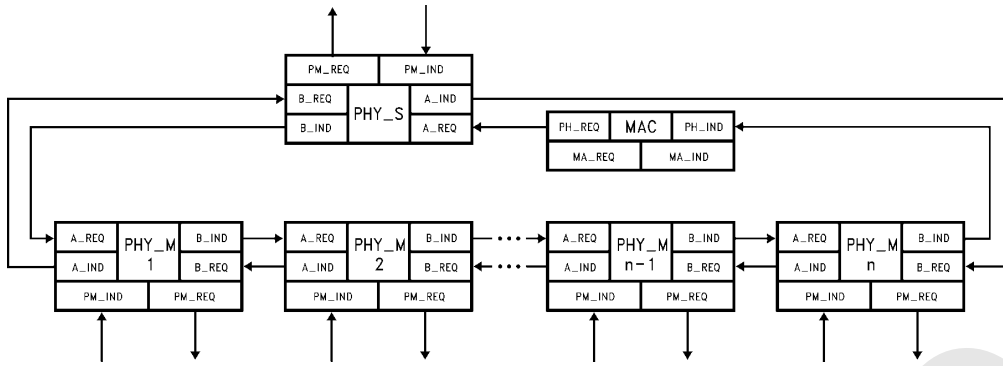 PM_REQ PM_IND
B_REQ PHY_S A_IND
B_IND A_REQ
PH_REQ MAC PH_IND
MA_REQ MA_IND
A_REQ PHY_M B_IND A_REQ PHY_M B_IND ··· A_REQ PHY_M B_IND A_REQ PHY_M B_IND
A_IND 1 B_REQ A_IND 2 B_REQ ··· A_IND n-1 B_REQ A_IND n B_REQ
PM_IND PM_REQ PM_IND PM_REQ PM_IND PM_REQ PM_IND PM_REQ